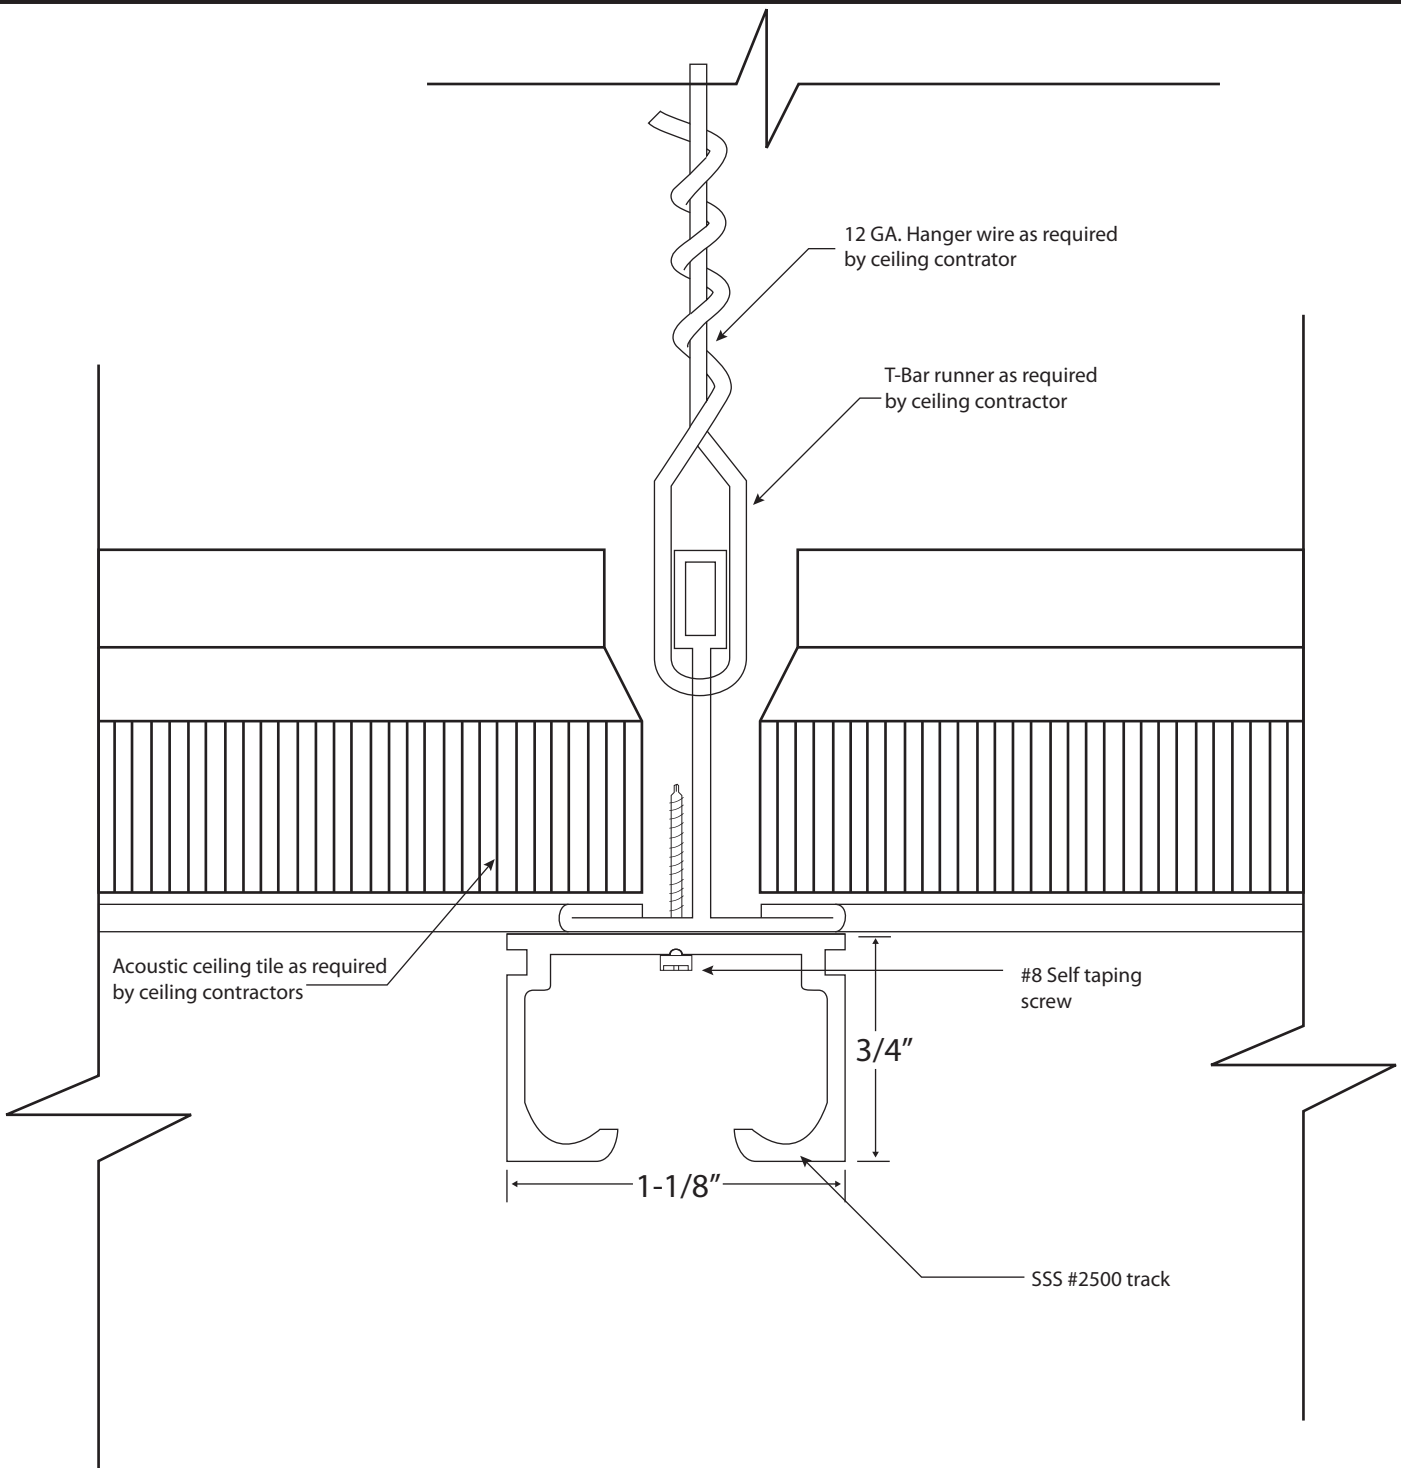 12 GA. Hanger wire as required
by ceiling contrator
T-Bar runner as required
by ceiling contractor
Acoustic ceiling tile as required
by ceiling contractors
#8 Self taping
screw
3/4”
1-1/8”
SSS #2500 track